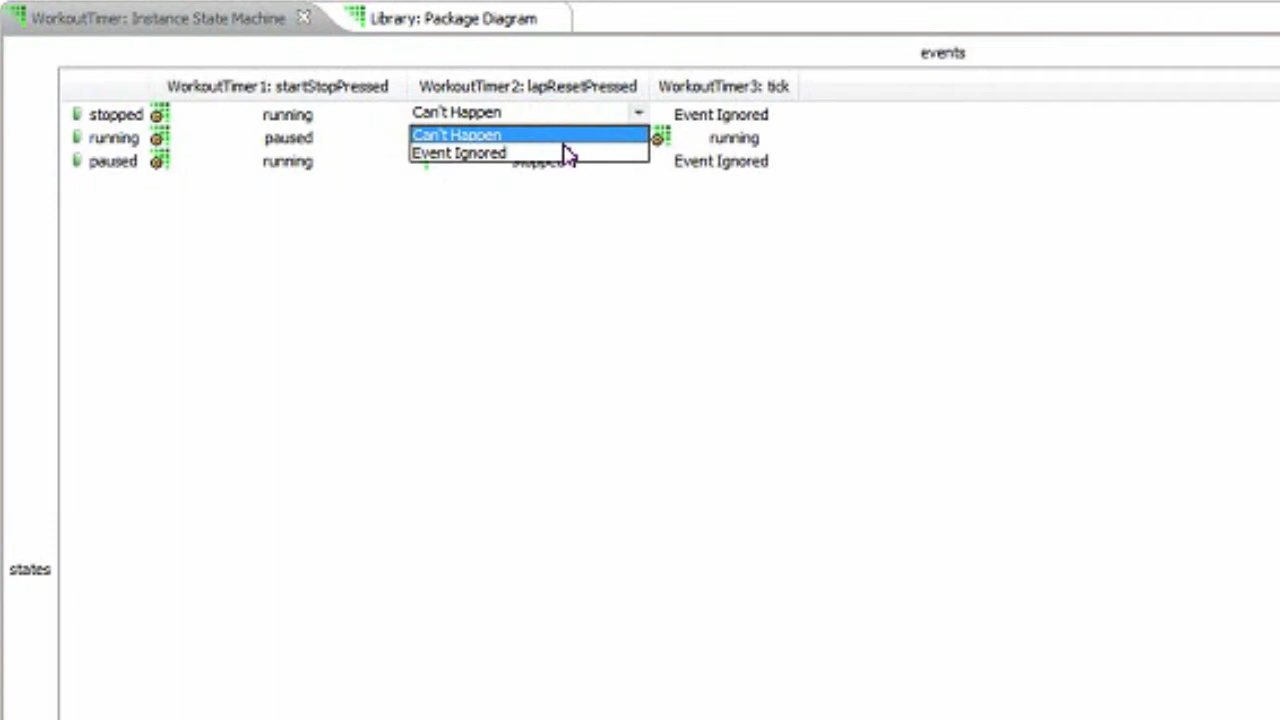 WorkoutTimer: Instance State Machine
Library: Package Diagram
events
WorkoutTimer1: startStopPressed WorkoutTimer2: lapResetPressed WorkoutTimer3: tick
stopped running Can't Happen Event Ignored
running paused Can't Happen running
paused running Event Ignored stopped Event Ignored
states